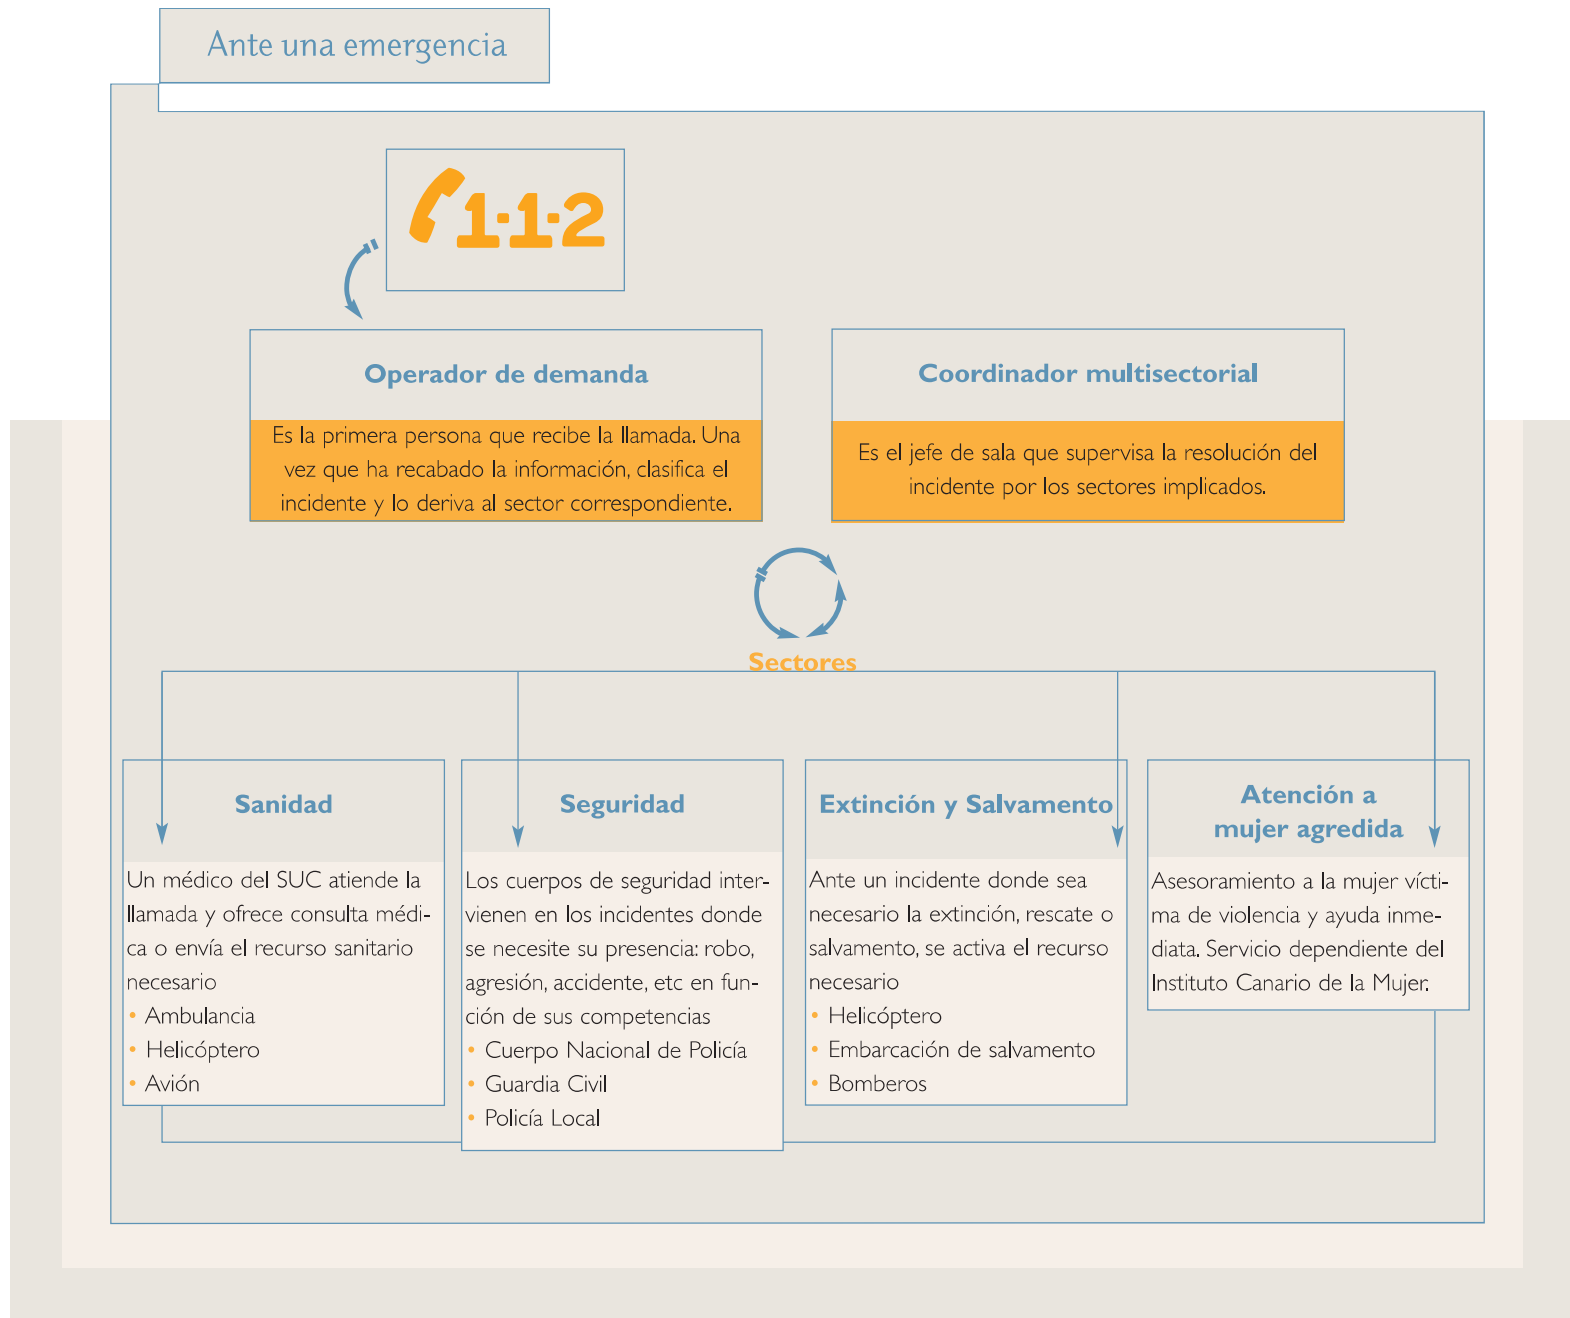 Ante una emergencia
1-1-2
Operador de demanda
Es la primera persona que recibe la llamada. Una
vez que ha recabado la información, clasifica el
incidente y lo deriva al sector correspondiente.
Coordinador multisectorial
Es el jefe de sala que supervisa la resolución del
incidente por los sectores implicados.
Sectores
Sanidad
Un médico del SUC atiende la
llamada y ofrece consulta médi-
ca o envía el recurso sanitario
necesario
• Ambulancia
• Helicóptero
• Avión
Seguridad
Los cuerpos de seguridad inter-
vienen en los incidentes donde
se necesite su presencia: robo,
agresión, accidente, etc en fun-
ción de sus competencias
• Cuerpo Nacional de Policía
• Guardia Civil
• Policía Local
Extinción y Salvamento
Ante un incidente donde sea
necesario la extinción, rescate o
salvamento, se activa el recurso
necesario
• Helicóptero
• Embarcación de salvamento
• Bomberos
Atención a
mujer agredida
Asesoramiento a la mujer vícti-
ma de violencia y ayuda inme-
diata. Servicio dependiente del
Instituto Canario de la Mujer.